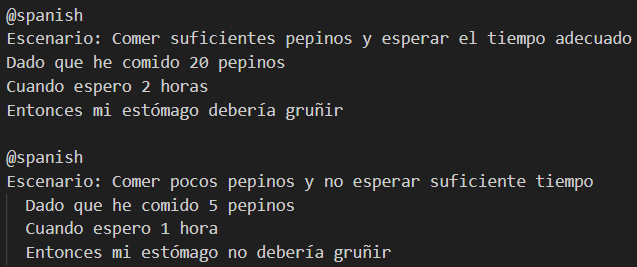 @spanish
Escenario: Comer suficientes pepinos y esperar el tiempo adecuado
Dado que he comido 20 pepinos
Cuando espero 2 horas
Entonces mi estómago debería gruñir
@spanish
Escenario: Comer pocos pepinos y no esperar suficiente tiempo
Dado que he comido 5 pepinos
Cuando espero 1 hora
Entonces mi estómago no debería gruñir